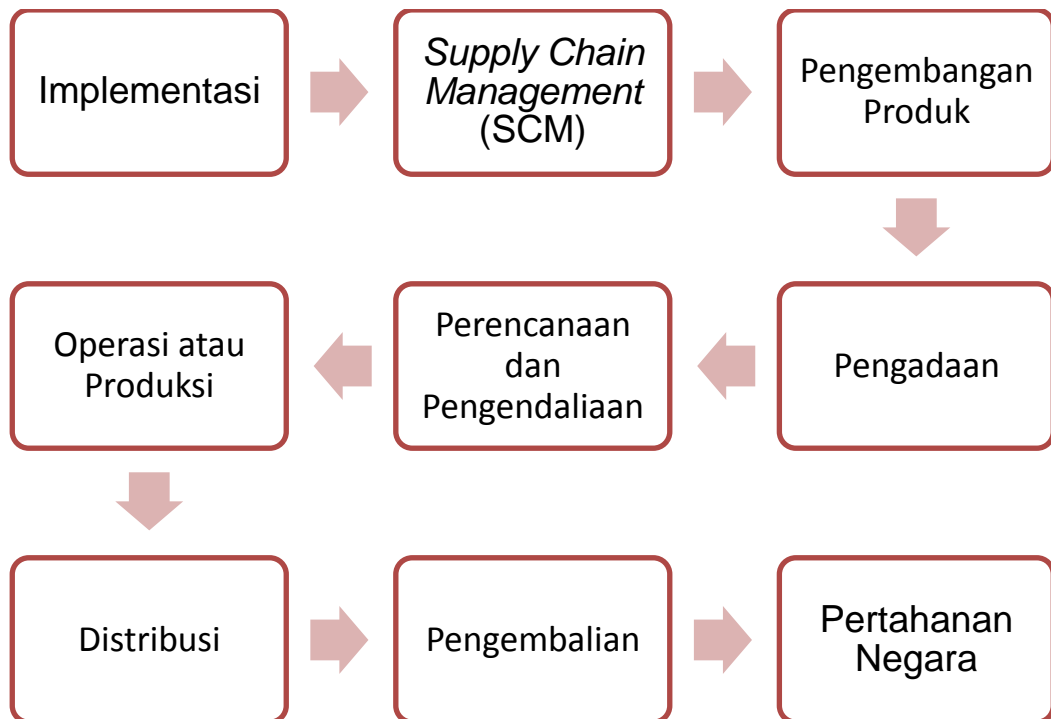 Implementasi
Supply Chain
Management
(SCM)
Pengembangan
Produk
Pengadaan
Perencanaan
dan
Pengendaliaan
Operasi atau
Produksi
Distribusi
Pengembalian
Pertahanan
Negara